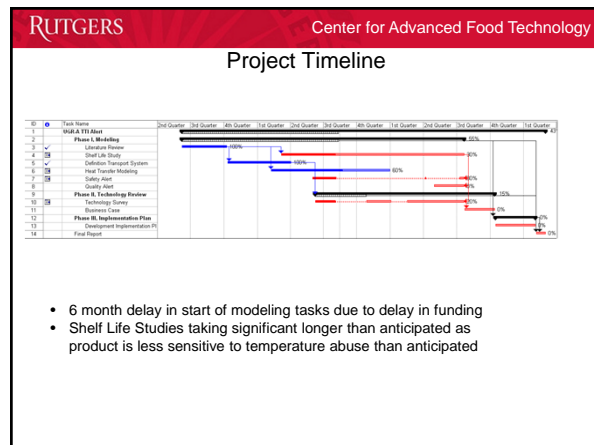 RUTGERS Center for Advanced Food Technology
Project Timeline
ID Task Name 2nd Quarter 3rd Quarter 4th Quarter 1st Quarter 2nd Quarter 3rd Quarter 4th Quarter 1st Quarter 2nd Quarter 3rd Quarter 4th Quarter 1st Quarter
1 UGR-A TTI Alert 43
2 Phase I. Modeling 55%
3 Literature Review 100%
4 Shelf Life Study 30%
5 Definition Transport System 100%
6 Heat Transfer Modeling 60%
7 Safety Alert
8 Quality Alert
9 Phase II. Technology Review 15%
10 Technology Survey 20%
11 Business Case 0%
12 Phase III. Implementation Plan 0%
13 Development Implementation Pl 0%
14 Final Report 0%
• 6 month delay in start of modeling tasks due to delay in funding
• Shelf Life Studies taking significant longer than anticipated as
product is less sensitive to temperature abuse than anticipated